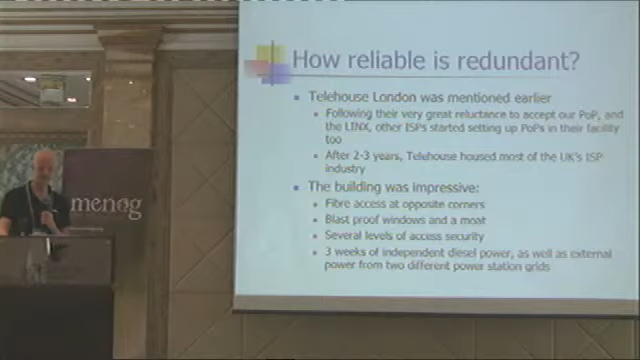 How reliable is redundant?
Telehouse London was mentioned earlier
Following their very great reluctance to accept our PoP, and
the LINX, other ISPs started setting up PoPs in their facility
too
After 2-3 years, Telehouse housed most of the UK's ISP
industry
The building was impressive:
Fibre access at opposite corners
Blast proof windows and a moat
Several levels of access security
3 weeks of independent diesel power, as well as external
power from two different power station grids
menog